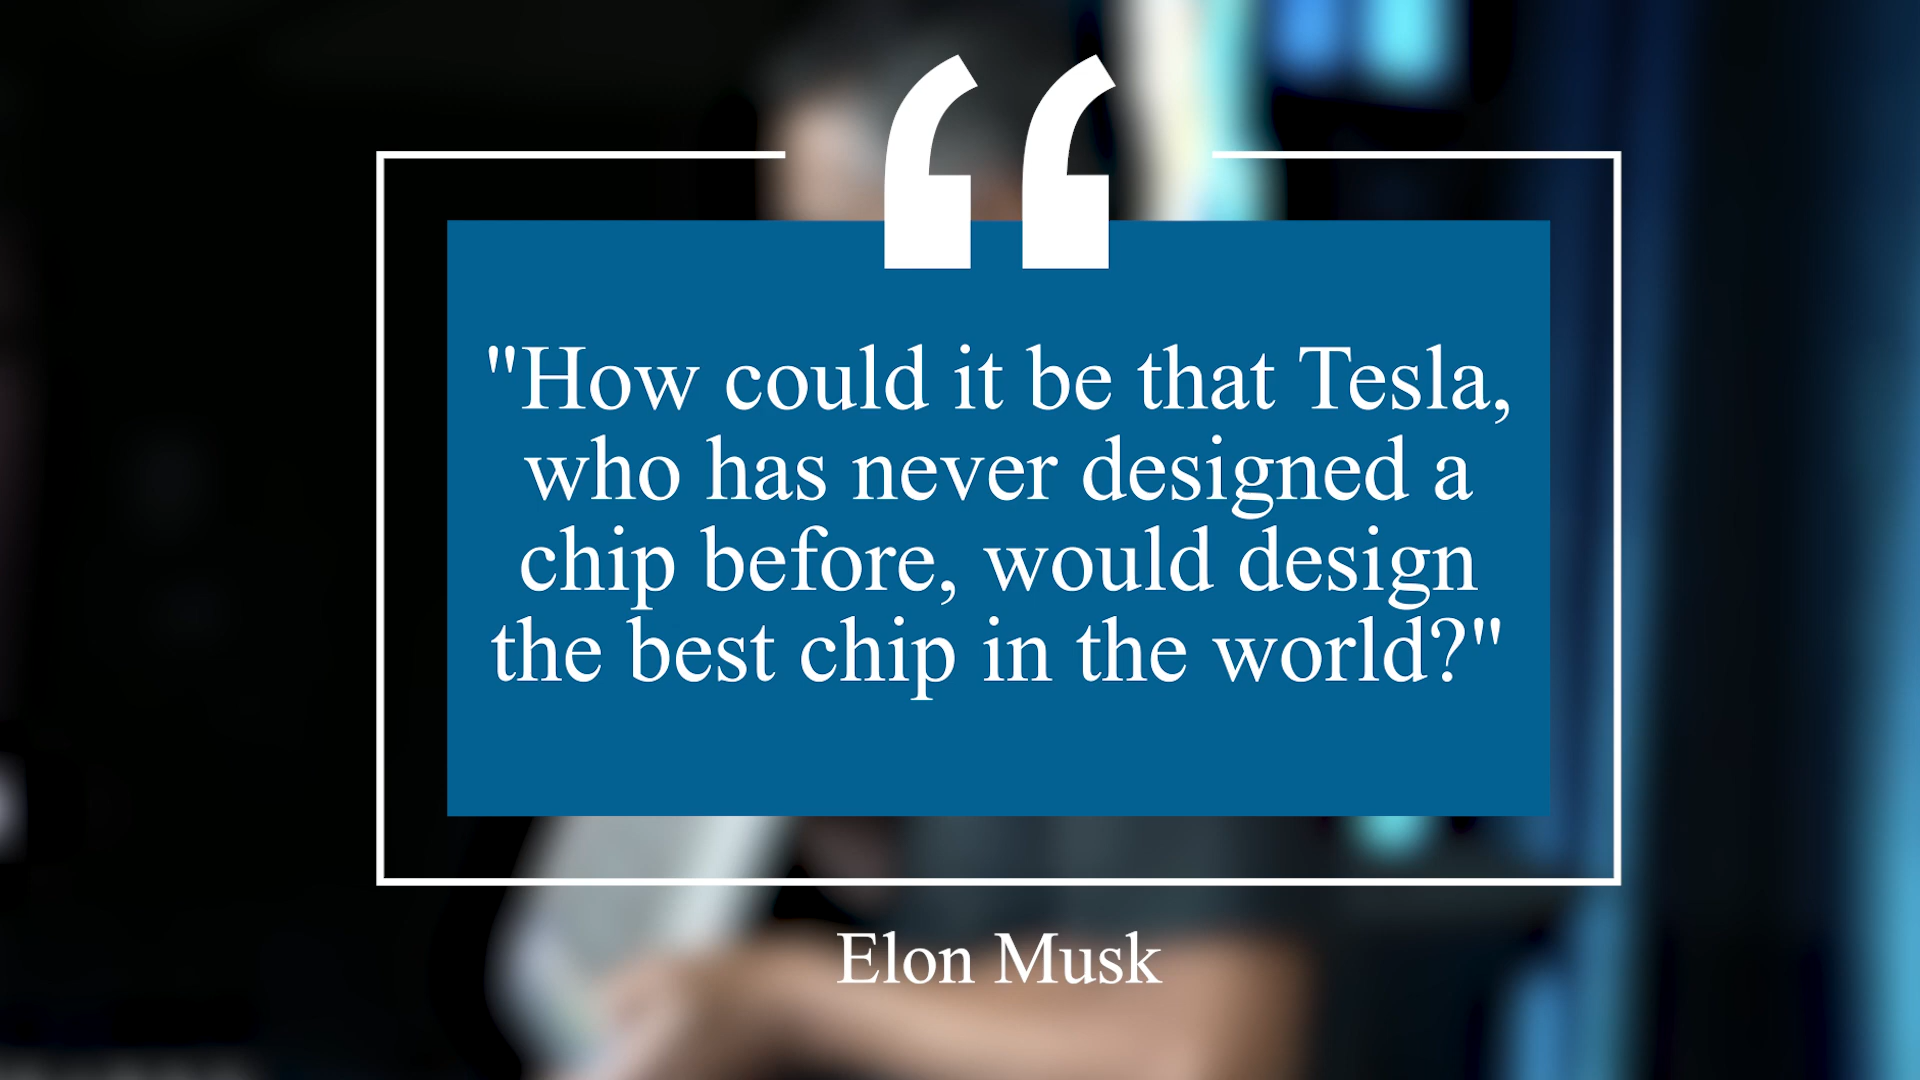 "How could it be that Tesla,
who has never designed a
chip before, would design
the best chip in the world?"
Elon Musk